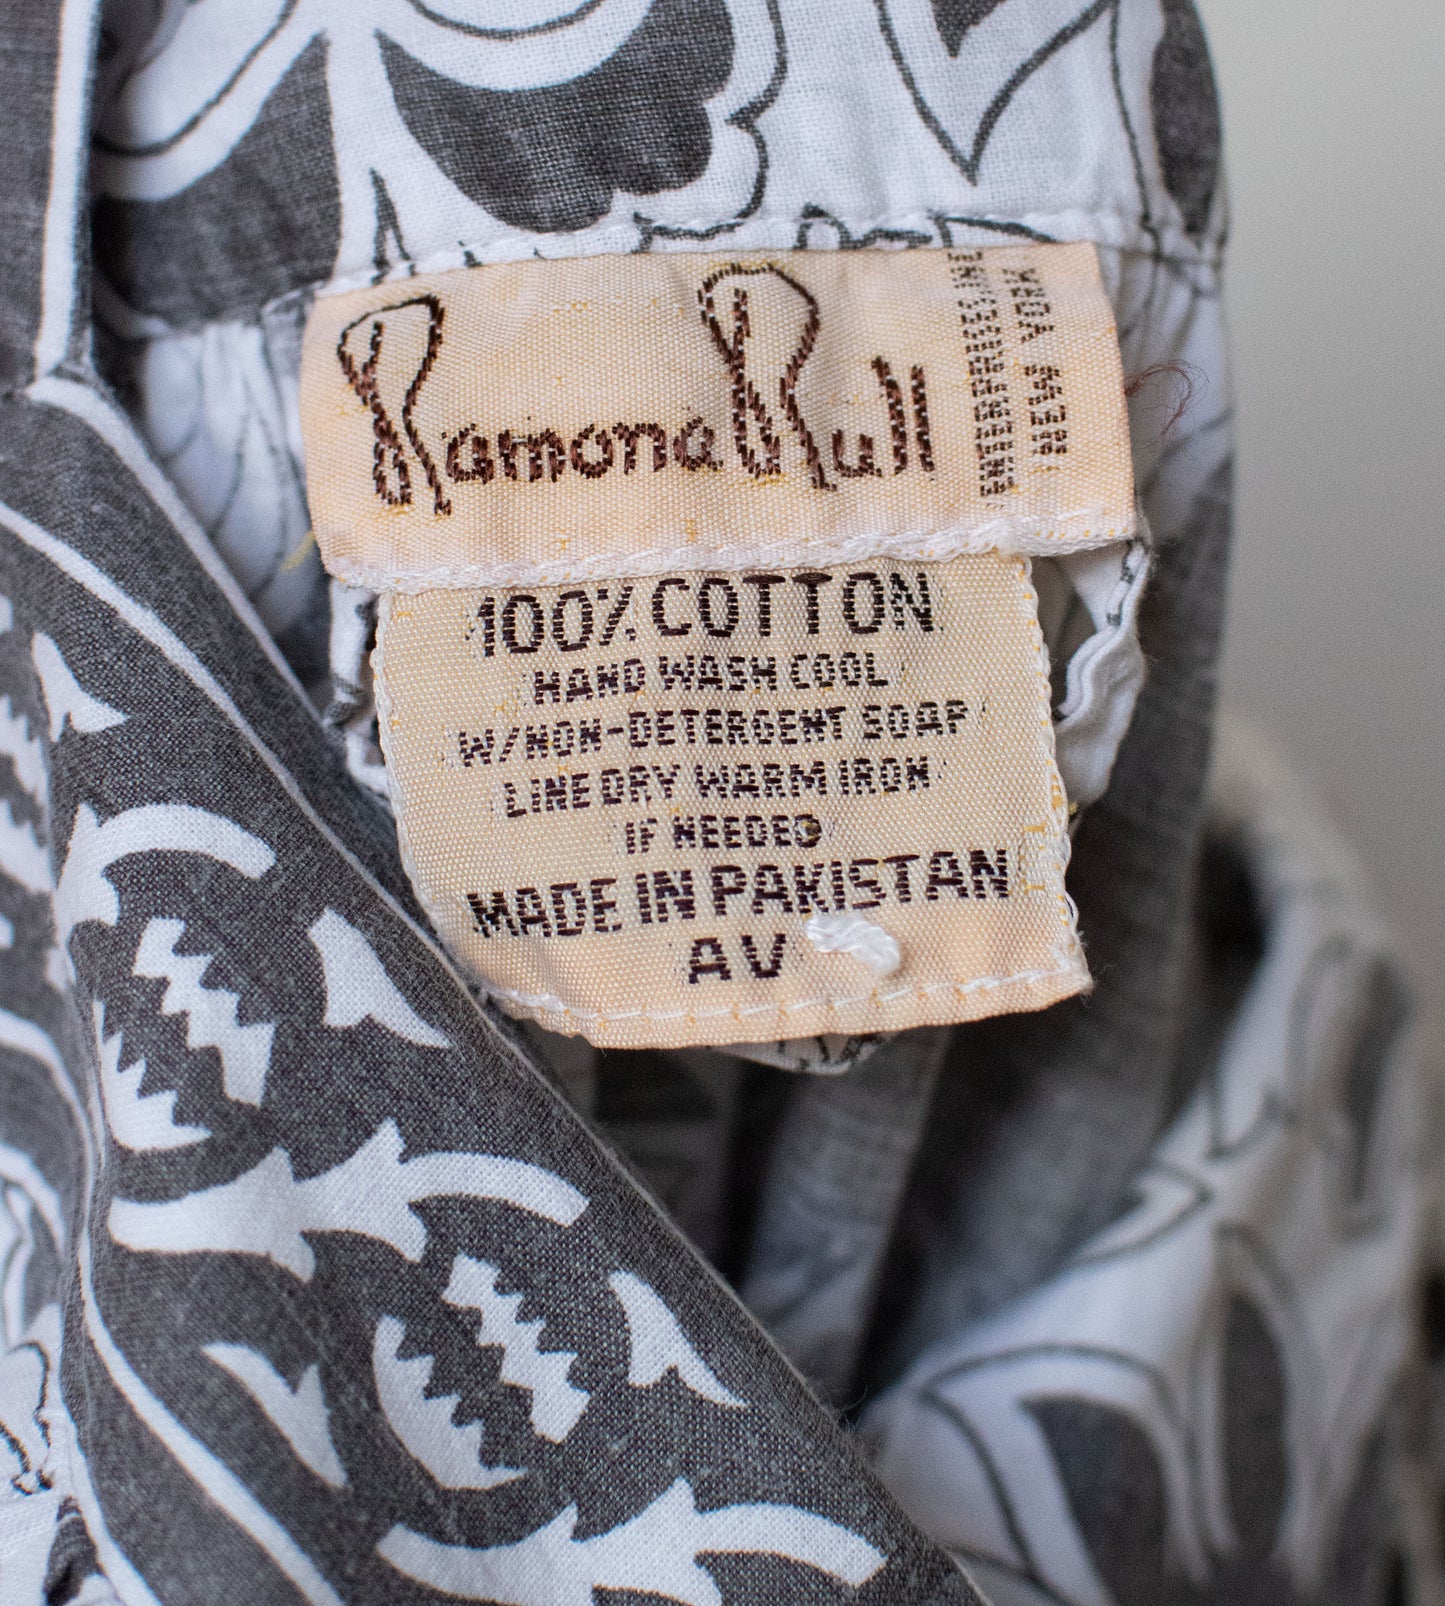 Ramona Rull
ENTERPRISES, INC
NEW YORK
100% COTTON
HAND WASH COOL
W/NON-DETERGENT SOAP
LINE DRY WARM IRON
IF NEEDED
MADE IN PAKISTAN
AV